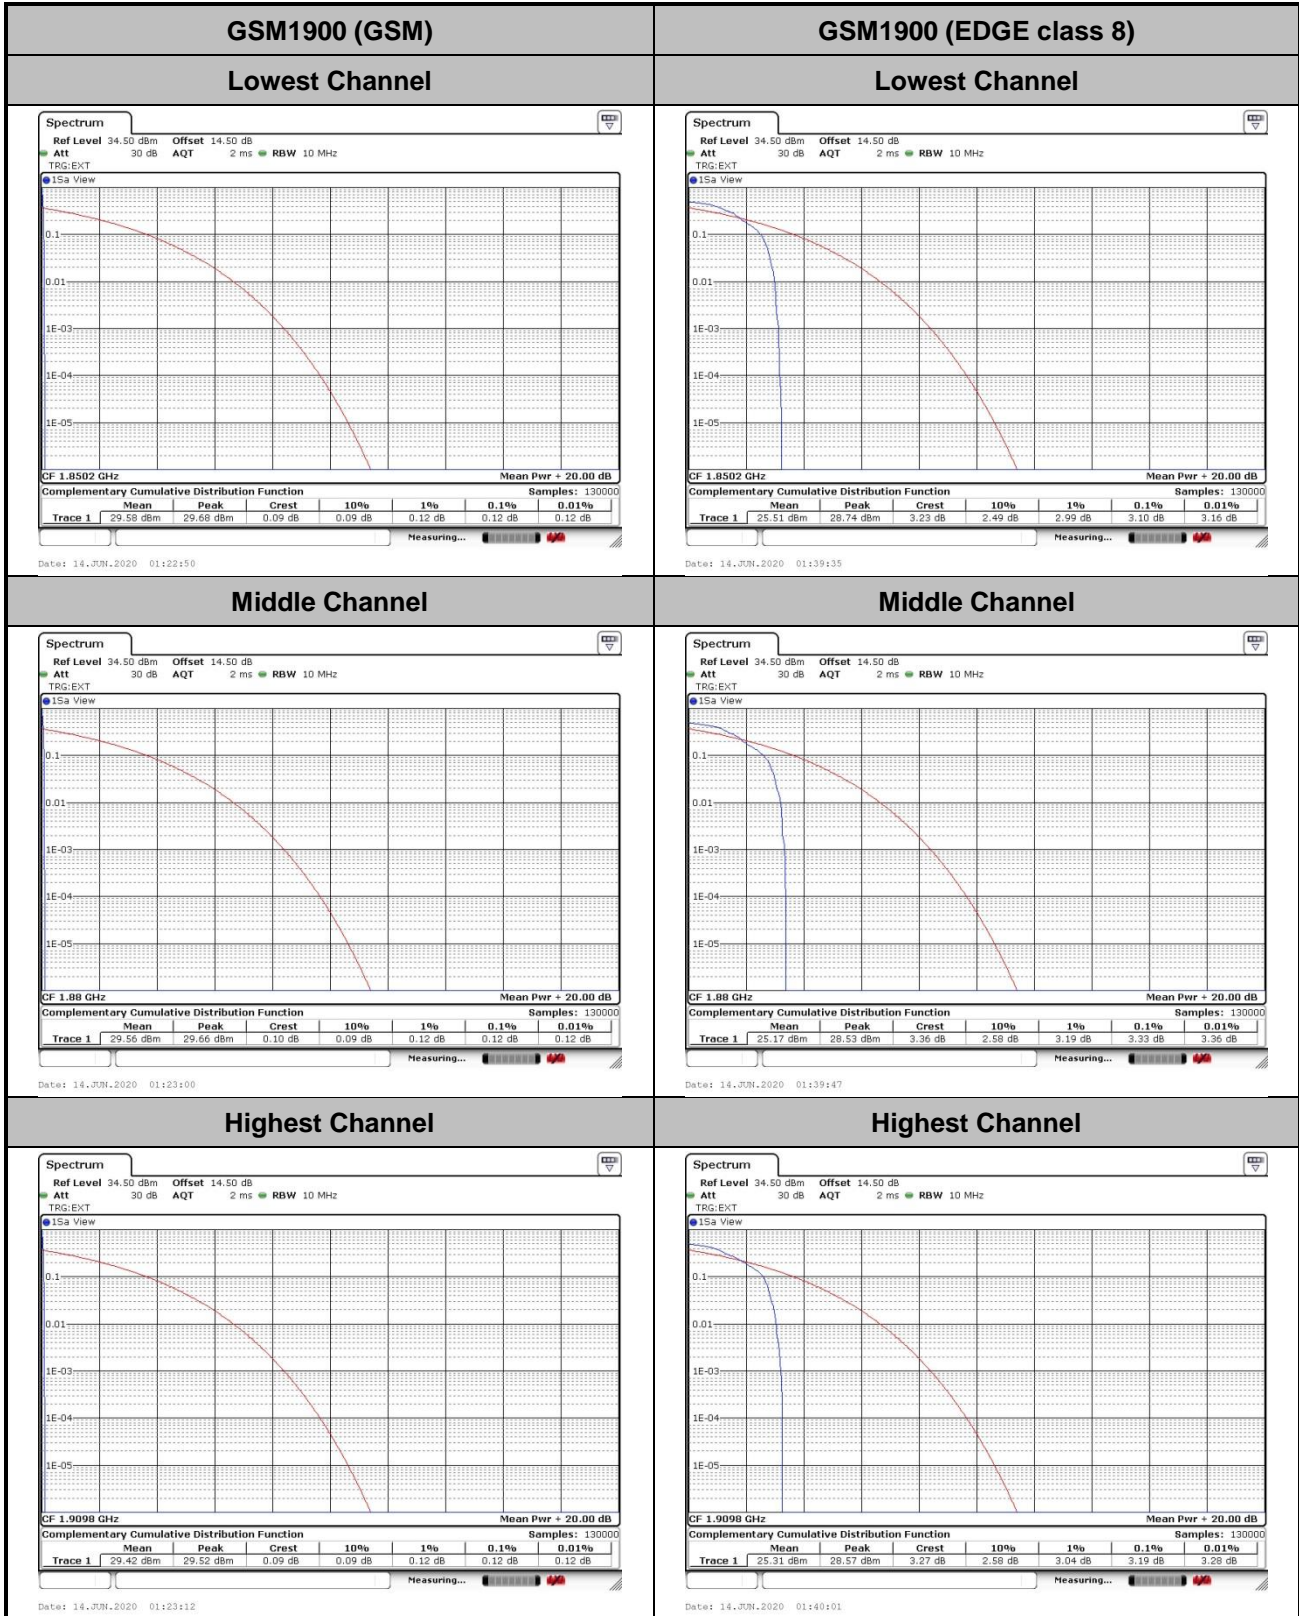 GSM1900 (GSM) GSM1900 (EDGE class 8)
Lowest Channel Lowest Channel
Spectrum
Ref Level 34.50 dBm Offset 14.50 dB
Att 30 dB AQT 2 ms RBW 10 MHz
TRG:EXT
1Sa View
0.1
0.01
1E-03
1E-04
1E-05
CF 1.8502 GHz Mean Pwr + 20.00 dB
Complementary Cumulative Distribution Function Samples: 130000
Mean Peak Crest 10% 1% 0.1% 0.01%
Trace 1 29.58 dBm 29.68 dBm 0.09 dB 0.09 dB 0.12 dB 0.12 dB 0.12 dB
Measuring...
Date: 14.JUN.2020 01:22:50
Spectrum
Ref Level 34.50 dBm Offset 14.50 dB
Att 30 dB AQT 2 ms RBW 10 MHz
TRG:EXT
1Sa View
0.1
0.01
1E-03
1E-04
1E-05
CF 1.8502 GHz Mean Pwr + 20.00 dB
Complementary Cumulative Distribution Function Samples: 130000
Mean Peak Crest 10% 1% 0.1% 0.01%
Trace 1 25.51 dBm 28.74 dBm 3.23 dB 2.49 dB 2.99 dB 3.10 dB 3.16 dB
Measuring...
Date: 14.JUN.2020 01:39:35
Middle Channel Middle Channel
Spectrum
Ref Level 34.50 dBm Offset 14.50 dB
Att 30 dB AQT 2 ms RBW 10 MHz
TRG:EXT
1Sa View
0.1
0.01
1E-03
1E-04
1E-05
CF 1.88 GHz Mean Pwr + 20.00 dB
Complementary Cumulative Distribution Function Samples: 130000
Mean Peak Crest 10% 1% 0.1% 0.01%
Trace 1 29.56 dBm 29.66 dBm 0.10 dB 0.09 dB 0.12 dB 0.12 dB 0.12 dB
Measuring...
Date: 14.JUN.2020 01:23:00
Spectrum
Ref Level 34.50 dBm Offset 14.50 dB
Att 30 dB AQT 2 ms RBW 10 MHz
TRG:EXT
1Sa View
0.1
0.01
1E-03
1E-04
1E-05
CF 1.88 GHz Mean Pwr + 20.00 dB
Complementary Cumulative Distribution Function Samples: 130000
Mean Peak Crest 10% 1% 0.1% 0.01%
Trace 1 25.17 dBm 28.53 dBm 3.36 dB 2.58 dB 3.19 dB 3.33 dB 3.36 dB
Measuring...
Date: 14.JUN.2020 01:39:47
Highest Channel Highest Channel
Spectrum
Ref Level 34.50 dBm Offset 14.50 dB
Att 30 dB AQT 2 ms RBW 10 MHz
TRG:EXT
1Sa View
0.1
0.01
1E-03
1E-04
1E-05
CF 1.9098 GHz Mean Pwr + 20.00 dB
Complementary Cumulative Distribution Function Samples: 130000
Mean Peak Crest 10% 1% 0.1% 0.01%
Trace 1 29.42 dBm 29.52 dBm 0.09 dB 0.09 dB 0.12 dB 0.12 dB 0.12 dB
Measuring...
Date: 14.JUN.2020 01:23:12
Spectrum
Ref Level 34.50 dBm Offset 14.50 dB
Att 30 dB AQT 2 ms RBW 10 MHz
TRG:EXT
1Sa View
0.1
0.01
1E-03
1E-04
1E-05
CF 1.9098 GHz Mean Pwr + 20.00 dB
Complementary Cumulative Distribution Function Samples: 130000
Mean Peak Crest 10% 1% 0.1% 0.01%
Trace 1 25.31 dBm 28.57 dBm 3.27 dB 2.58 dB 3.04 dB 3.19 dB 3.28 dB
Measuring...
Date: 14.JUN.2020 01:40:01